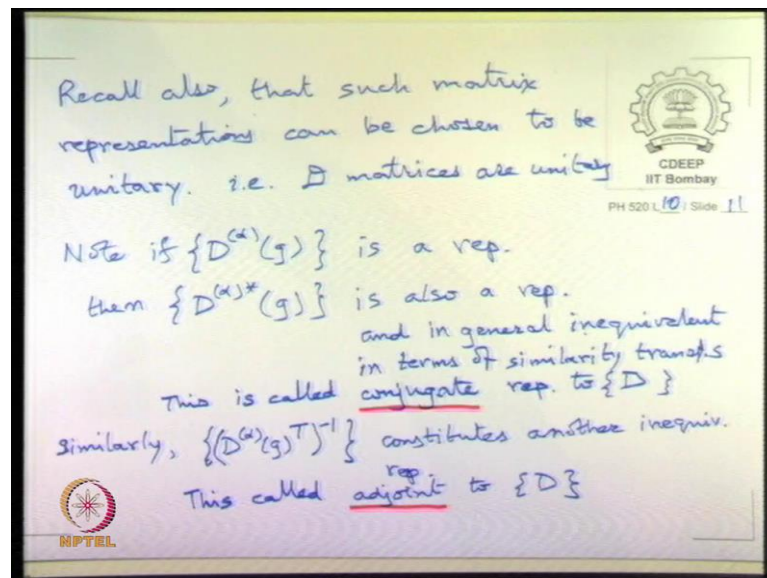 Recall also, that such matrix
representations can be chosen to be
unitary. i.e. D matrices are unitary
CDEEP
IIT Bombay
PH 520 L 10 / Slide 11
Note if {D^(α)(g)} is a rep.
then {D^(α)*(g)} is also a rep.
and in general inequivalent
in terms of similarity transf.s
This is called conjugate rep. to {D}
Similarly, {(D^(α)(g)^T)^-1} constitutes another inequiv.
rep
This called adjoint to {D}
NPTEL